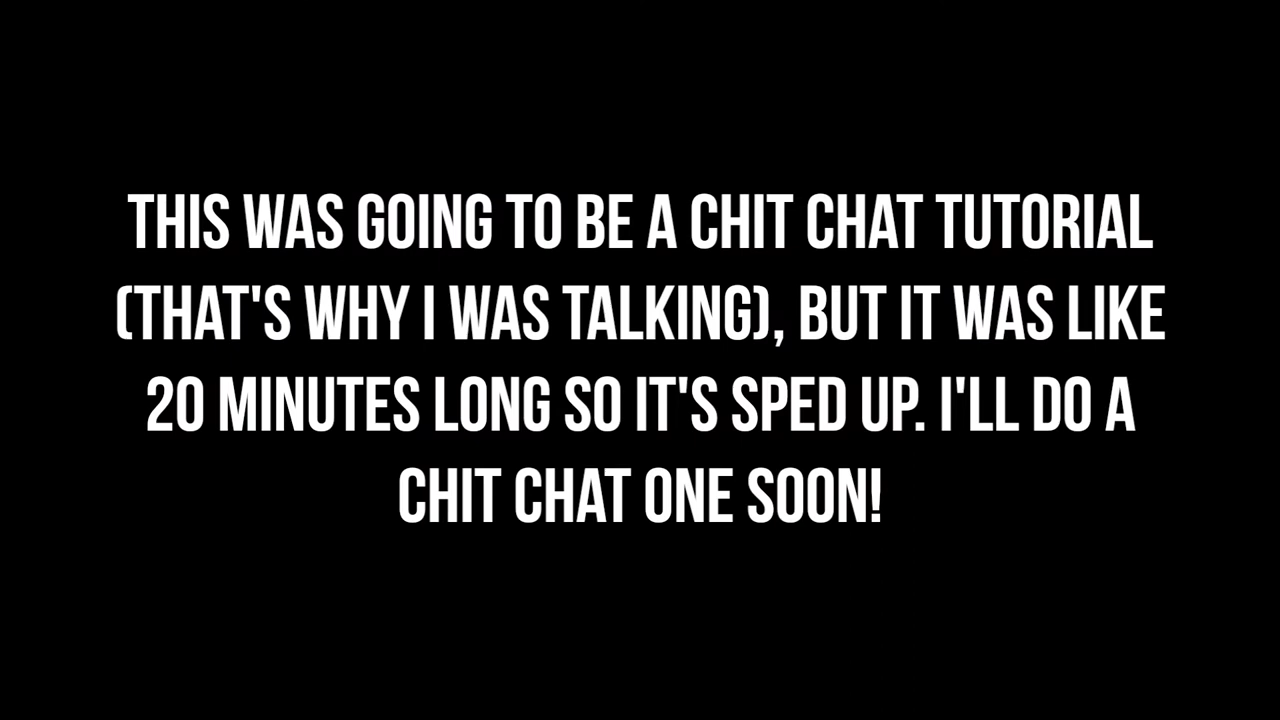 THIS WAS GOING TO BE A CHIT CHAT TUTORIAL
(THAT'S WHY I WAS TALKING), BUT IT WAS LIKE
20 MINUTES LONG SO IT'S SPED UP. I'LL DO A
CHIT CHAT ONE SOON!